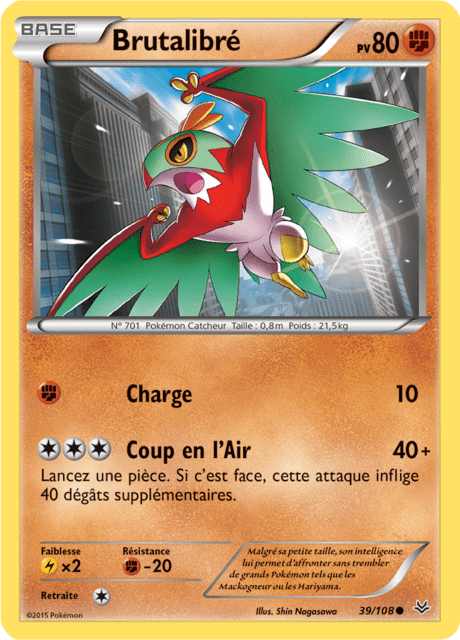 BASE
Brutalibré
PV80
N° 701 Pokémon Catcheur Taille : 0,8m Poids : 21,5kg
Charge 10
Coup en l'Air 40+
Lancez une pièce. Si c'est face, cette attaque inflige
40 dégâts supplémentaires.
Faiblesse Résistance
×2 -20
Retraite
Malgré sa petite taille, son intelligence
lui permet d'affronter sans trembler
de grands Pokémon tels que les
Mackogneur ou les Hariyama.
©2015 Pokémon
Illus. Shin Nagasawa
39/108